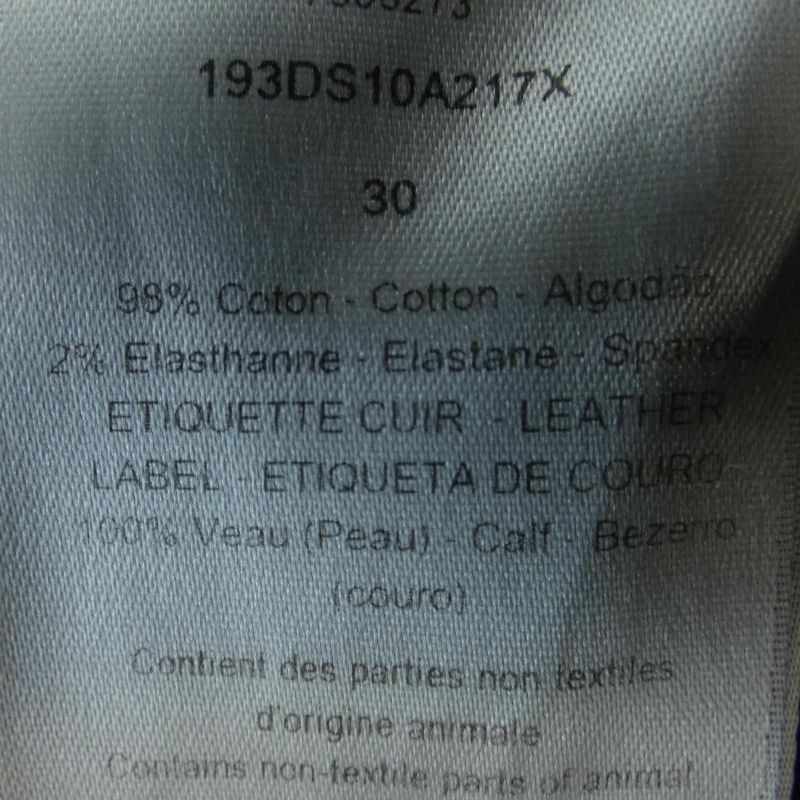 193DS10A217X
30
98% Coton - Cotton - Algodão
2% Elasthanne - Elastane - Spandex
ETIQUETTE CUIR - LEATHER
LABEL - ETIQUETA DE COURO
100% Veau (Peau) - Calf - Bezerro
(couro)
Contient des parties non textiles
d'origine animale
Contains non-textile parts of animal